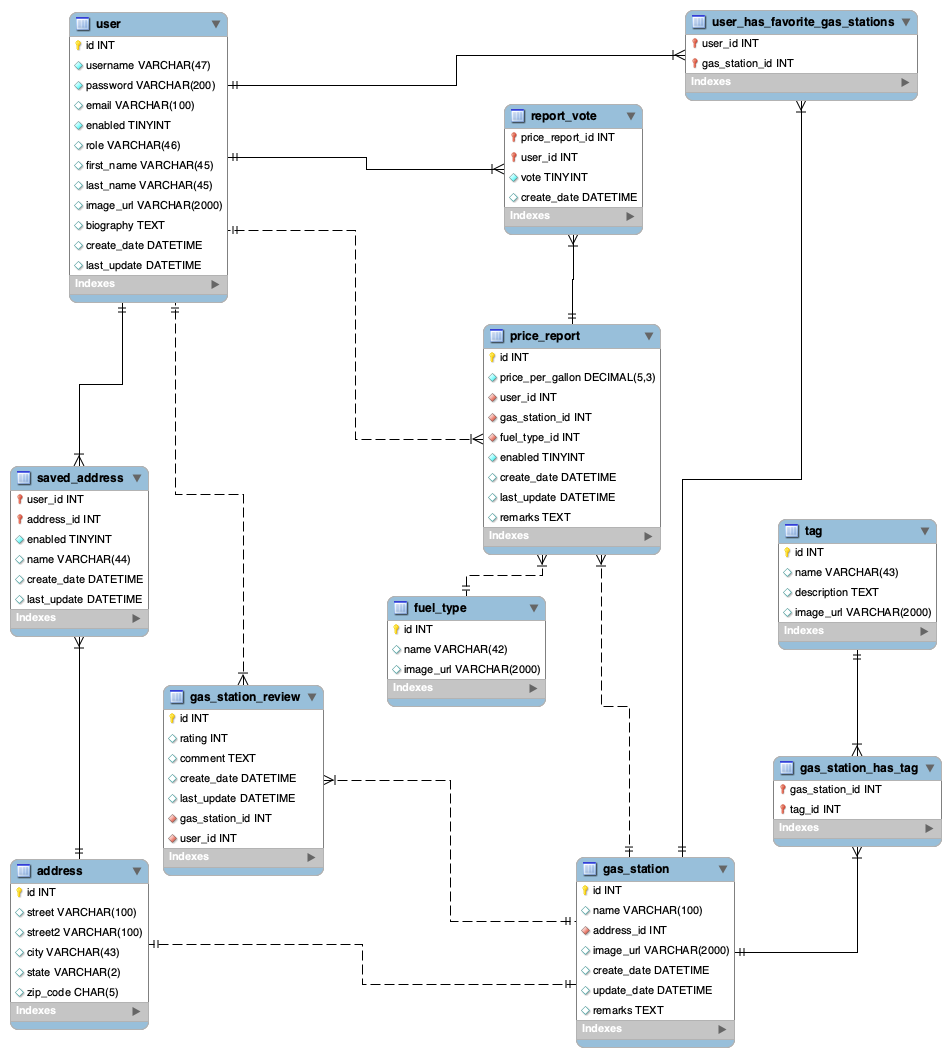 user
id INT
username VARCHAR(47)
password VARCHAR(200)
email VARCHAR(100)
enabled TINYINT
role VARCHAR(46)
first_name VARCHAR(45)
last_name VARCHAR(45)
image_url VARCHAR(2000)
biography TEXT
create_date DATETIME
last_update DATETIME
Indexes
user_has_favorite_gas_stations
user_id INT
gas_station_id INT
Indexes
report_vote
price_report_id INT
user_id INT
vote TINYINT
create_date DATETIME
Indexes
price_report
id INT
price_per_gallon DECIMAL(5,3)
user_id INT
gas_station_id INT
fuel_type_id INT
enabled TINYINT
create_date DATETIME
last_update DATETIME
remarks TEXT
Indexes
saved_address
user_id INT
address_id INT
enabled TINYINT
name VARCHAR(44)
create_date DATETIME
last_update DATETIME
Indexes
tag
id INT
name VARCHAR(43)
description TEXT
image_url VARCHAR(2000)
Indexes
fuel_type
id INT
name VARCHAR(42)
image_url VARCHAR(2000)
Indexes
gas_station_review
id INT
rating INT
comment TEXT
create_date DATETIME
last_update DATETIME
gas_station_id INT
user_id INT
Indexes
gas_station_has_tag
gas_station_id INT
tag_id INT
Indexes
address
id INT
street VARCHAR(100)
street2 VARCHAR(100)
city VARCHAR(43)
state VARCHAR(2)
zip_code CHAR(5)
Indexes
gas_station
id INT
name VARCHAR(100)
address_id INT
image_url VARCHAR(2000)
create_date DATETIME
update_date DATETIME
remarks TEXT
Indexes